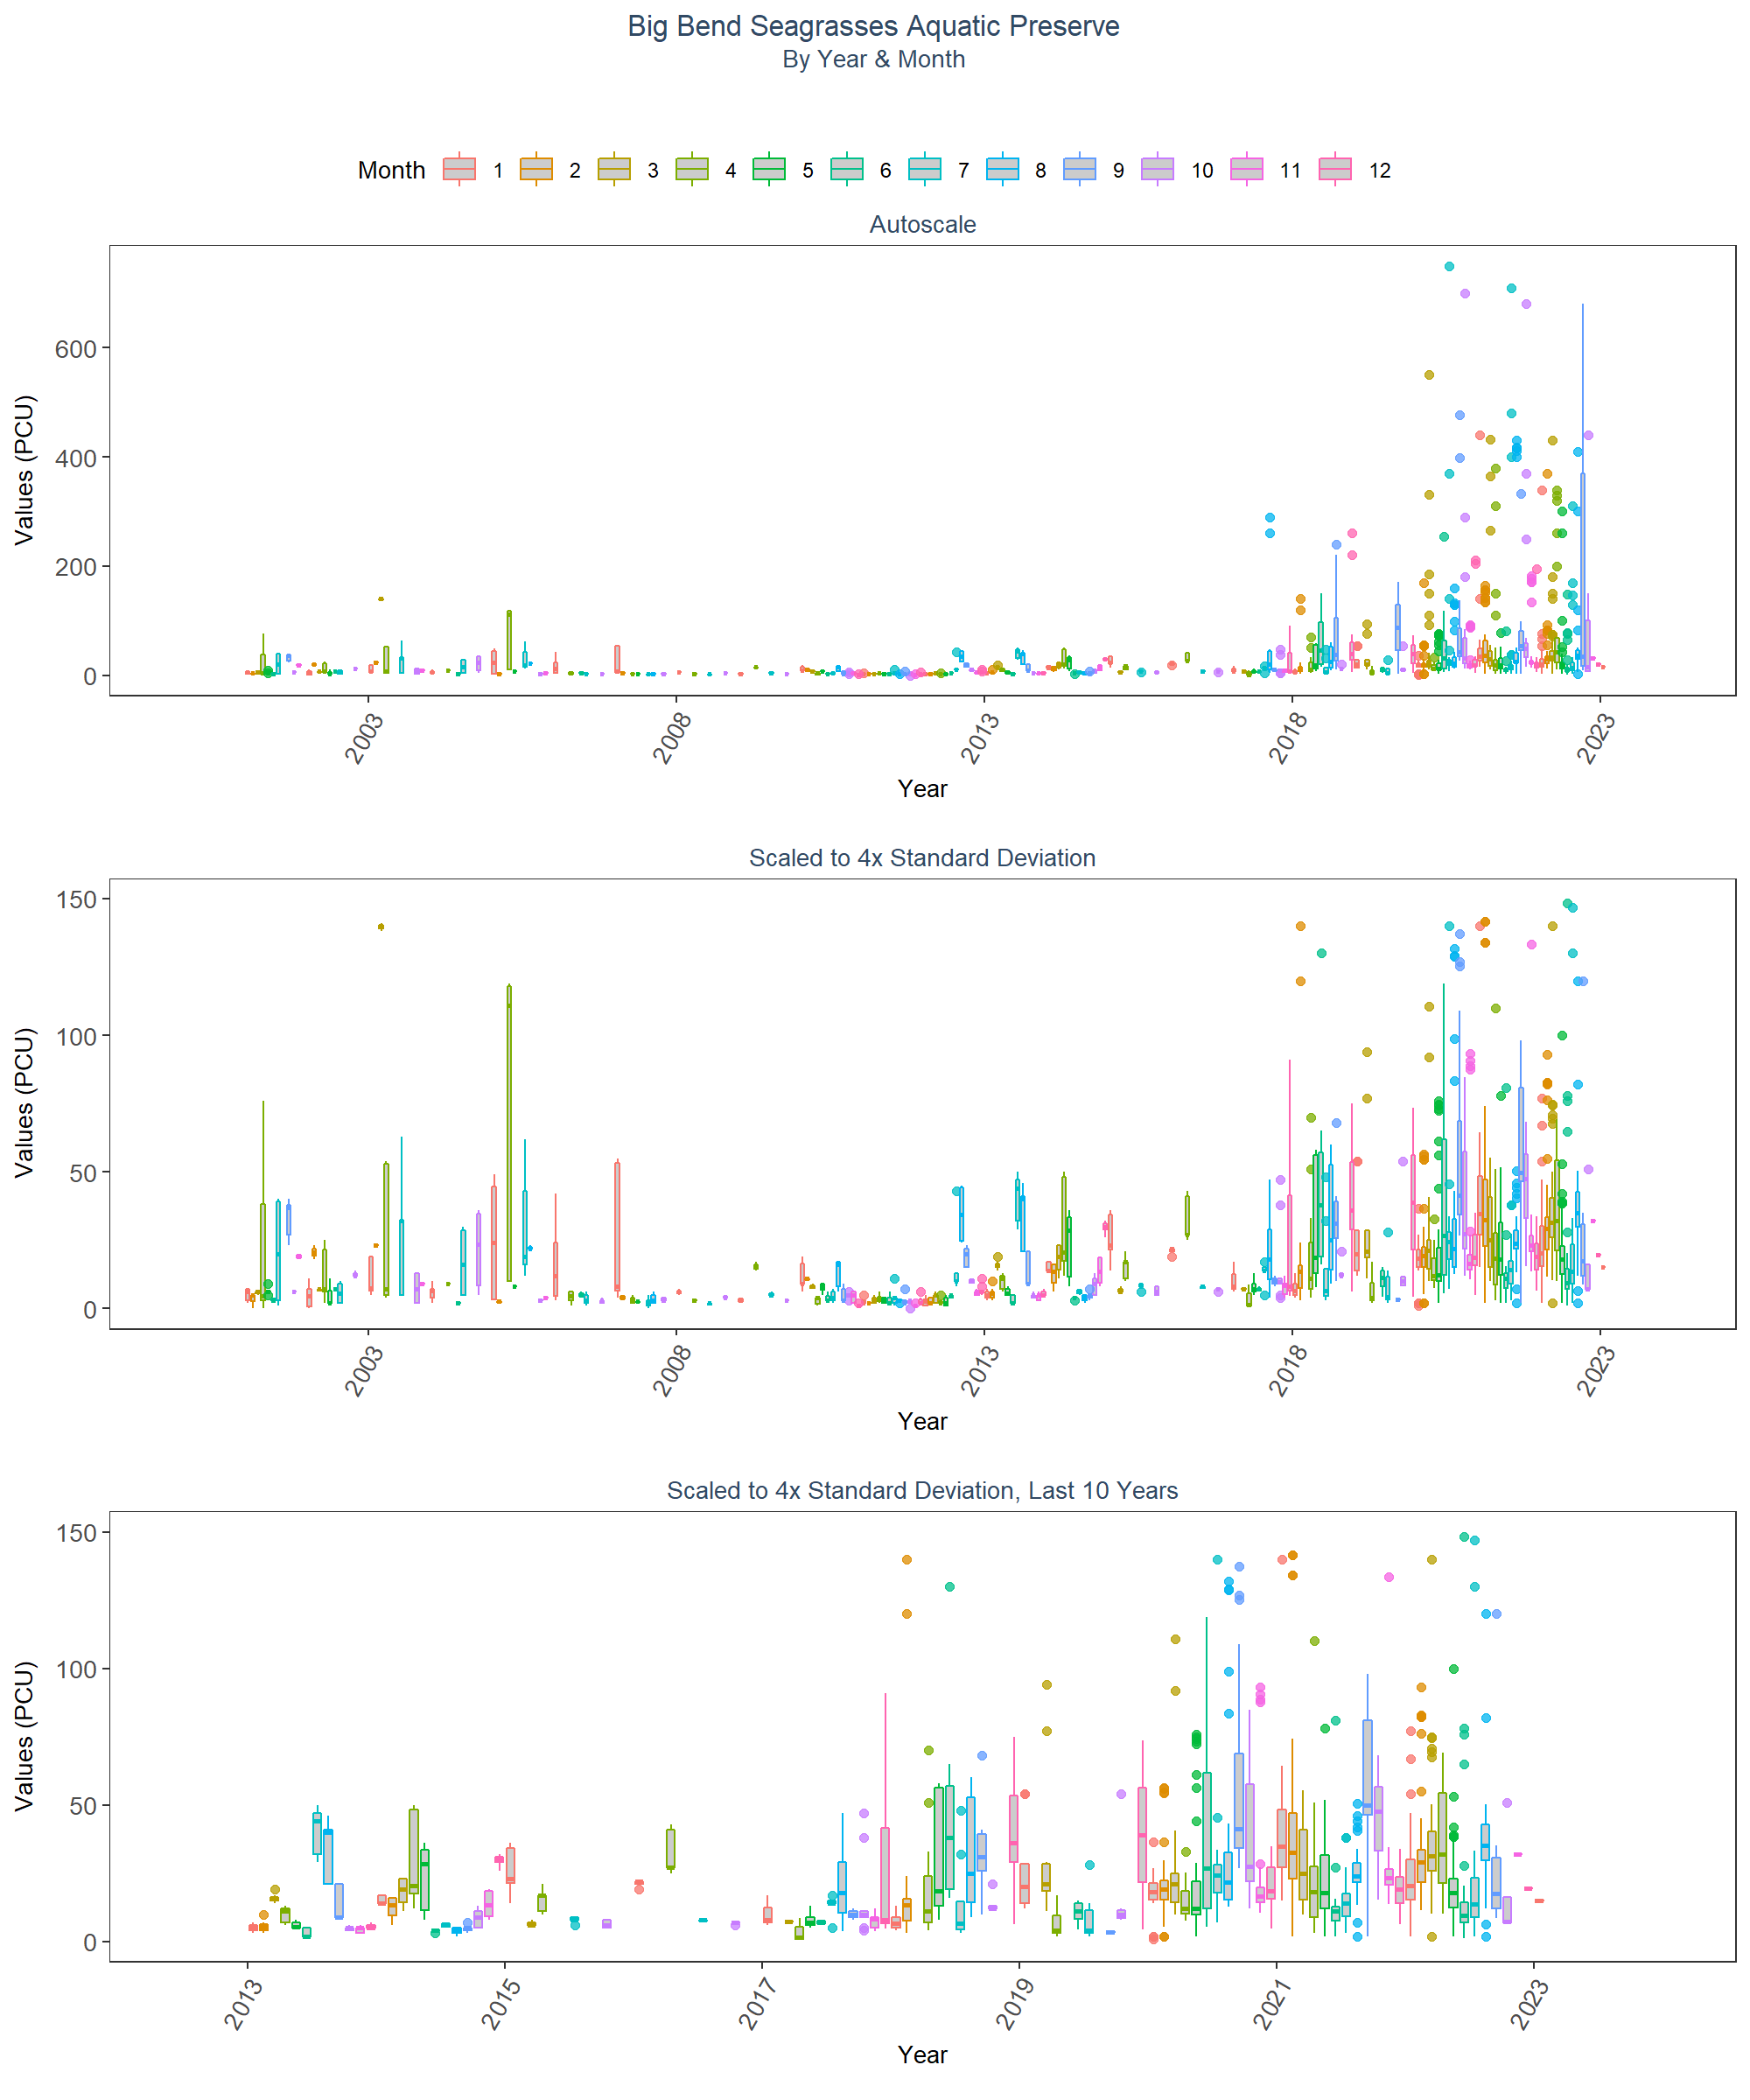 Big Bend Seagrasses Aquatic Preserve
By Year & Month
Month 1 2 3 4 5 6 7 8 9 10 11 12
Autoscale
Values (PCU)
600
400
200
0
2003 2008 2013 2018 2023
Year
Scaled to 4x Standard Deviation
Values (PCU)
150
100
50
0
2003 2008 2013 2018 2023
Year
Scaled to 4x Standard Deviation, Last 10 Years
Values (PCU)
150
100
50
0
2013 2015 2017 2019 2021 2023
Year